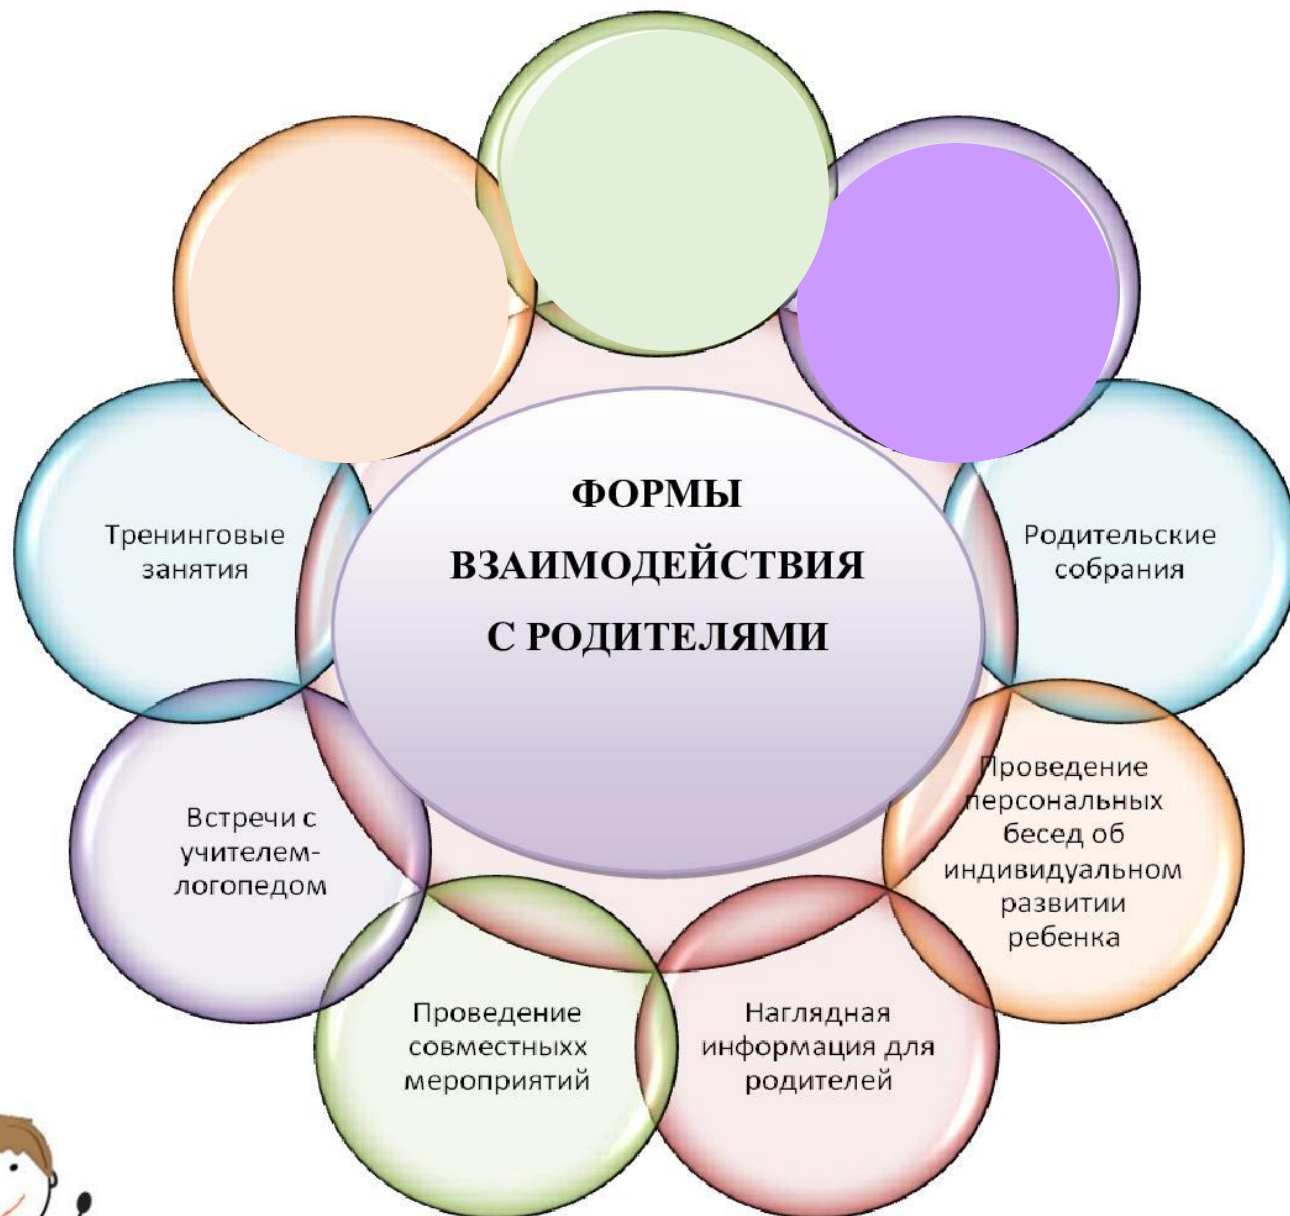 ФОРМЫ
ВЗАИМОДЕЙСТВИЯ
С РОДИТЕЛЯМИ
Родительские
собрания
Проведение
персональных
бесед об
индивидуальном
развитии
ребенка
Наглядная
информация для
родителей
Проведение
совместныхх
мероприятий
Встречи с
учителем-
логопедом
Тренинговые
занятия